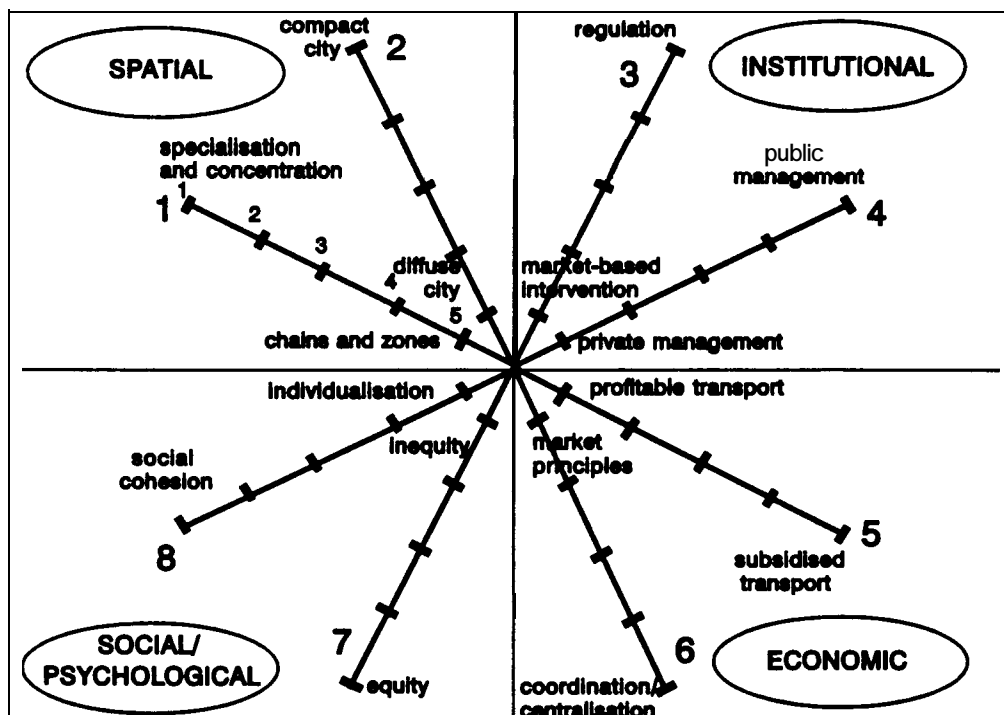 compact
city
2
SPATIAL
specialisation
and concentration
1
1
2
3
4
5
diffuse
city
chains and zones
regulation
3
INSTITUTIONAL
public
management
4
market-based
intervention
private management
individualisation
inequity
social
cohesion
8
7
SOCIAL/
PSYCHOLOGICAL
equity
profitable transport
market
principles
5
subsidised
transport
6
ECONOMIC
coordination/
centralisation